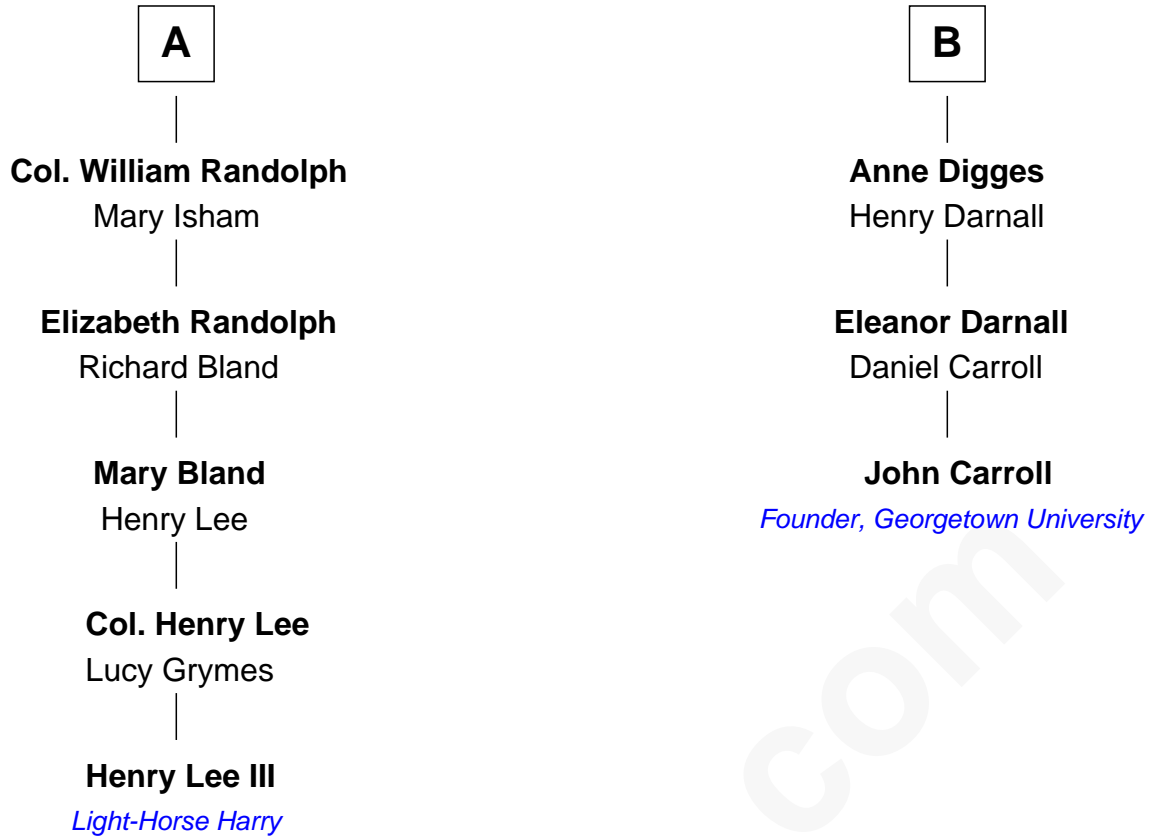 A
Col. William Randolph
Mary Isham
Elizabeth Randolph
Richard Bland
Mary Bland
Henry Lee
Col. Henry Lee
Lucy Grymes
Henry Lee III
Light-Horse Harry
B
Anne Digges
Henry Darnall
Eleanor Darnall
Daniel Carroll
John Carroll
Founder, Georgetown University
com